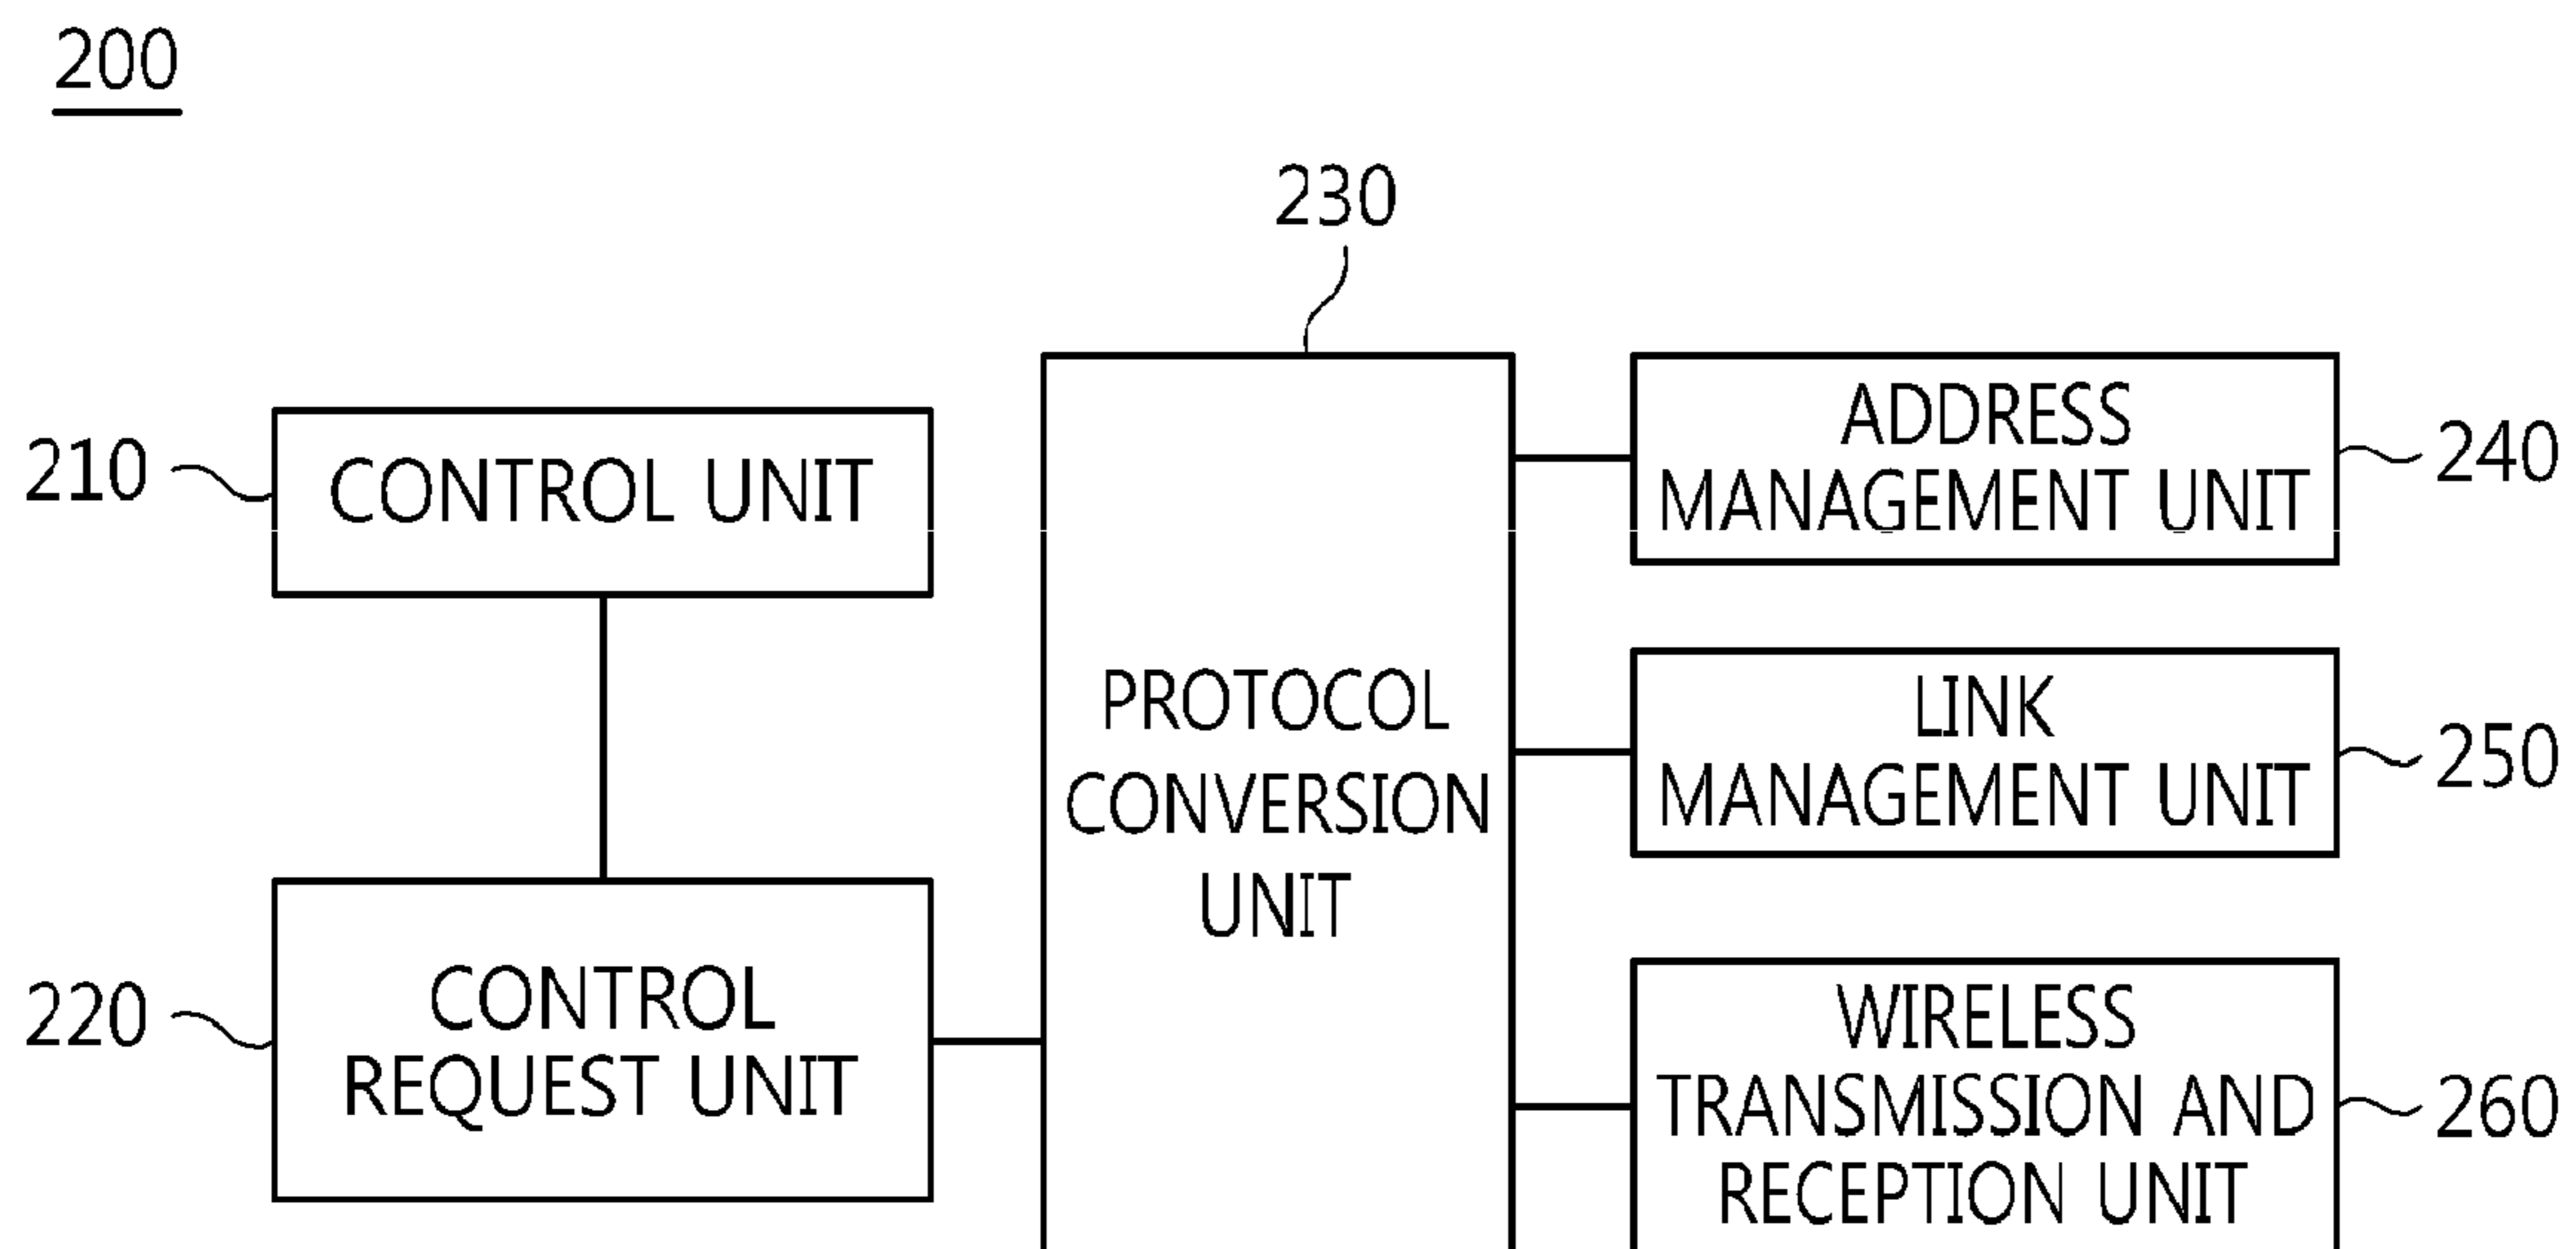 200
230
210
CONTROL UNIT
220
CONTROL
REQUEST UNIT
PROTOCOL
CONVERSION
UNIT
ADDRESS
MANAGEMENT UNIT
240
LINK
MANAGEMENT UNIT
250
WIRELESS
TRANSMISSION AND
RECEPTION UNIT
260